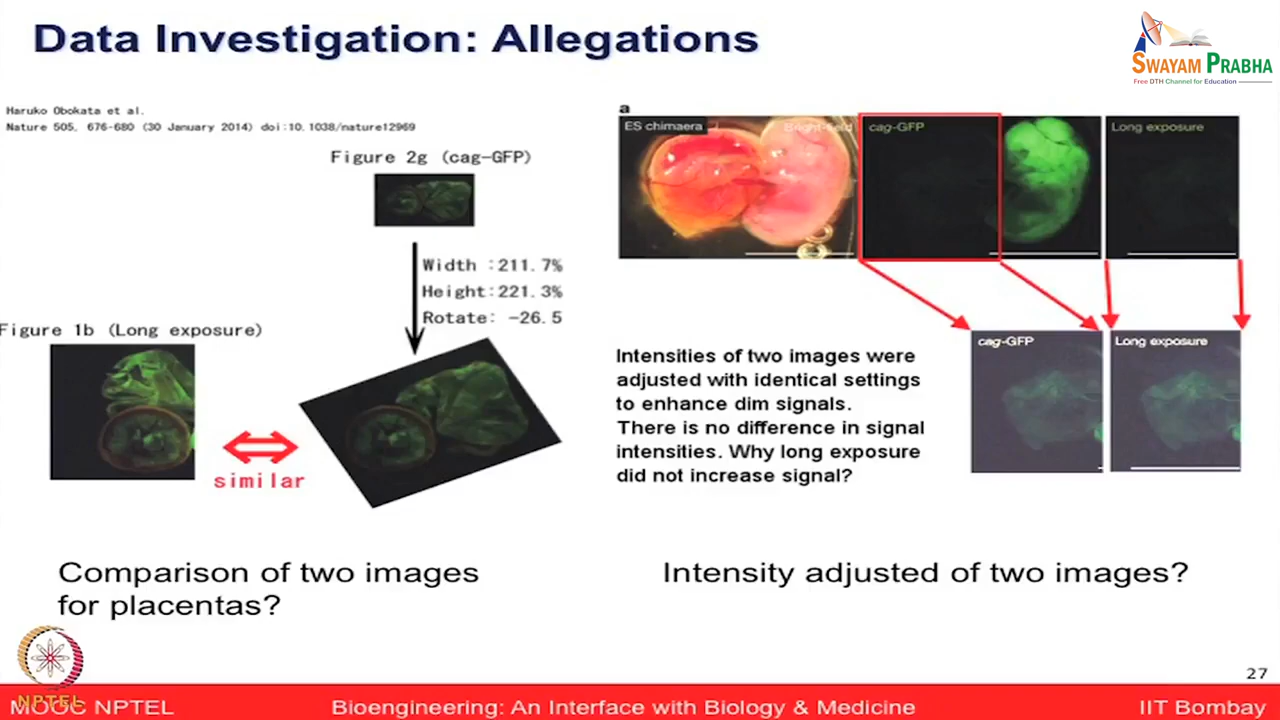 Data Investigation: Allegations
SWAYAM PRABHA
Free DTH Channel for Education
Haruko Obokata et al.
Nature 505, 676-680 (30 January 2014) doi:10.1038/nature12969
Figure 2g (cag-GFP)
Width :211.7%
Height:221.3%
Rotate: -26.5
Figure 1b (Long exposure)
similar
Comparison of two images
for placentas?
a
ES chimaera
Bright-field
cag-GFP
Long exposure
cag-GFP
Long exposure
Intensities of two images were
adjusted with identical settings
to enhance dim signals.
There is no difference in signal
intensities. Why long exposure
did not increase signal?
Intensity adjusted of two images?
27
NPTEL
MOOC NPTEL
Bioengineering: An Interface with Biology & Medicine
IIT Bombay